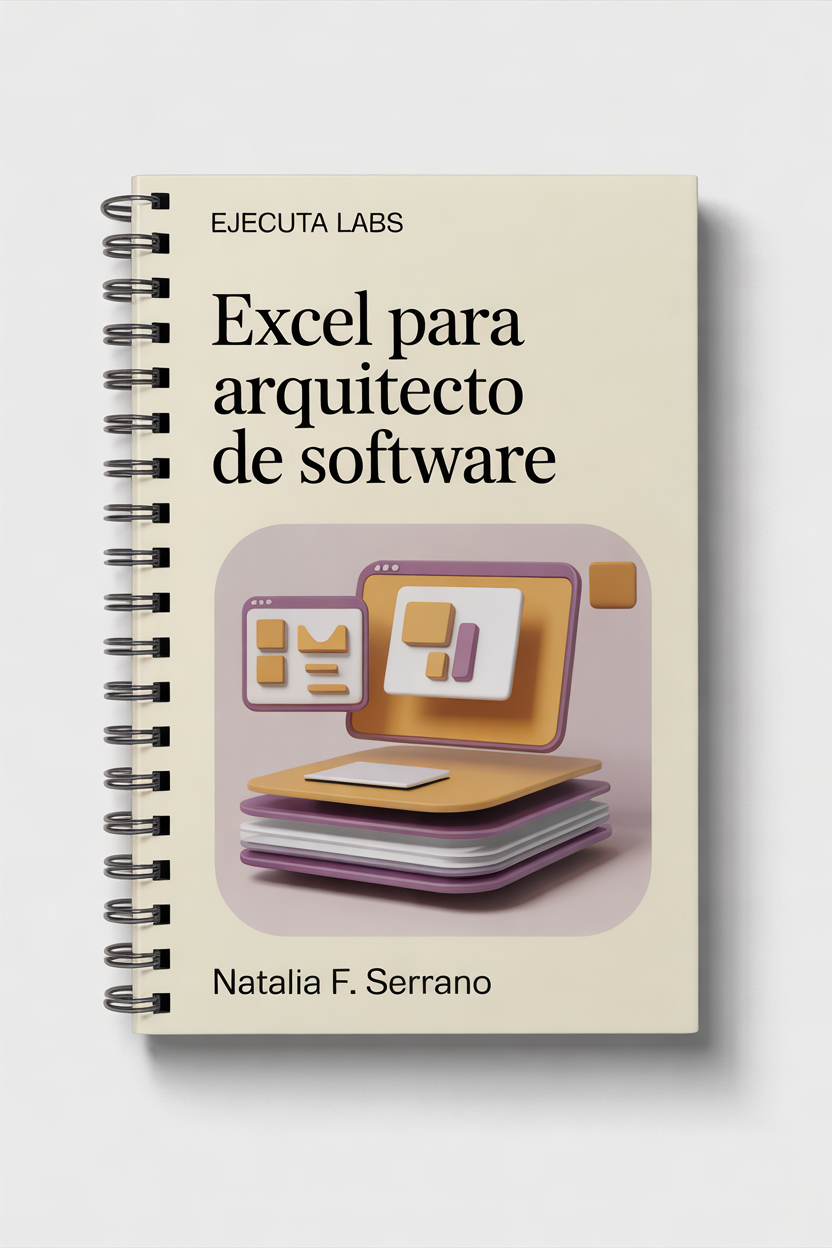 EJECUTA LABS
Excel para
arquitecto
de software
Natalia F. Serrano